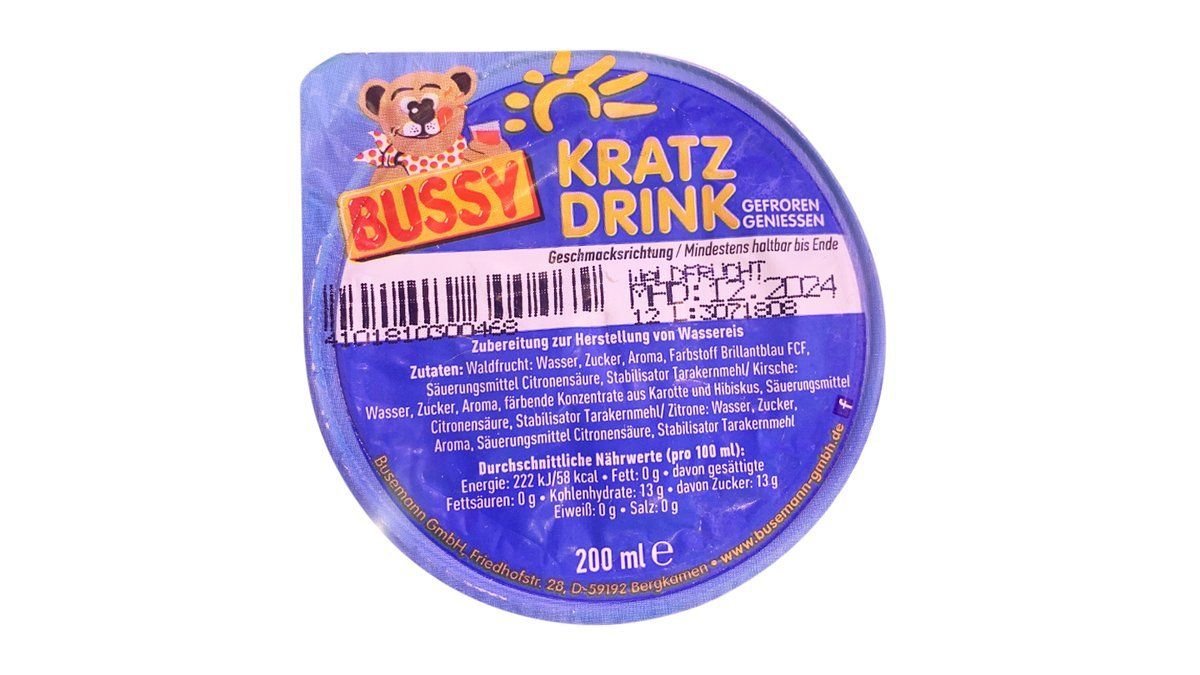 BUSSY
KRATZ
DRINK
GEFROREN
GENIESSEN
Geschmacksrichtung / Mindestens haltbar bis Ende
WALDFRUCHT
MHD:12.2024
12 L:3071808
4101810300468
Zubereitung zur Herstellung von Wassereis
Zutaten: Waldfrucht: Wasser, Zucker, Aroma, Farbstoff Brillantblau FCF,
Säuerungsmittel Citronensäure, Stabilisator Tarakernmehl/ Kirsche:
Wasser, Zucker, Aroma, färbende Konzentrate aus Karotte und Hibiskus, Säuerungsmittel
Citronensäure, Stabilisator Tarakernmehl/ Zitrone: Wasser, Zucker,
Aroma, Säuerungsmittel Citronensäure, Stabilisator Tarakernmehl
Durchschnittliche Nährwerte (pro 100 ml):
Energie: 222 kJ/58 kcal • Fett: 0 g • davon gesättigte
Fettsäuren: 0 g • Kohlenhydrate: 13 g • davon Zucker: 13 g
Eiweiß: 0 g • Salz: 0 g
200 ml e
Busemann GmbH, Friedhofstr. 28, D-59192 Bergkamen • www.busemann-gmbh.de f